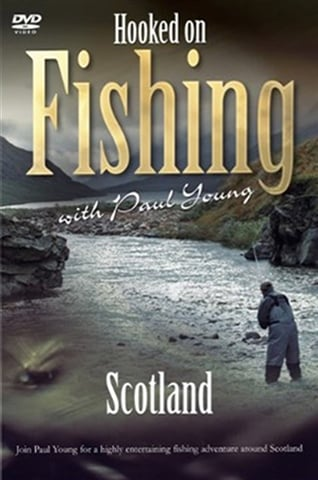 DVD
VIDEO
Hooked on
Fishing
with Paul Young
Scotland
Join Paul Young for a highly entertaining fishing adventure around Scotland